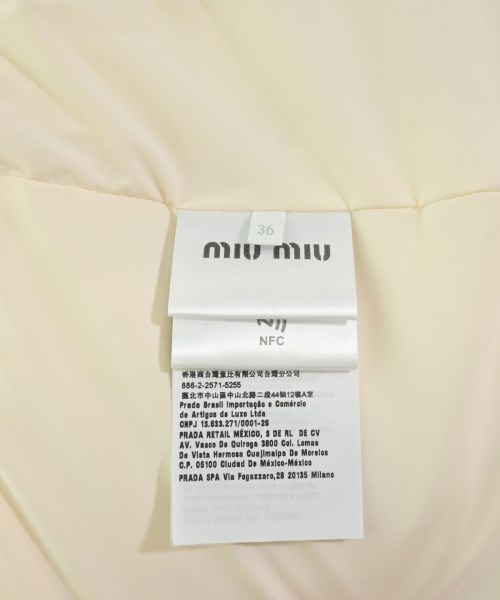 36
miu miu
NFC
香港商台灣普拉有限公司台灣分公司
886-2-2571-5255
臺北市中山區中山北路二段44號12樓A室
Prada Brasil Importação e Comércio
de Artigos de Luxo Ltda
CNPJ 13.533.271/0001-26
PRADA RETAIL MÉXICO, S DE RL DE CV
AV. Vasco De Quiroga 3800 Col. Lomas
De Vista Hermosa Cuajimalpa De Morelos
C.P. 05100 Ciudad De México-México
PRADA SPA Via Fogazzaro,28 20135 Milano